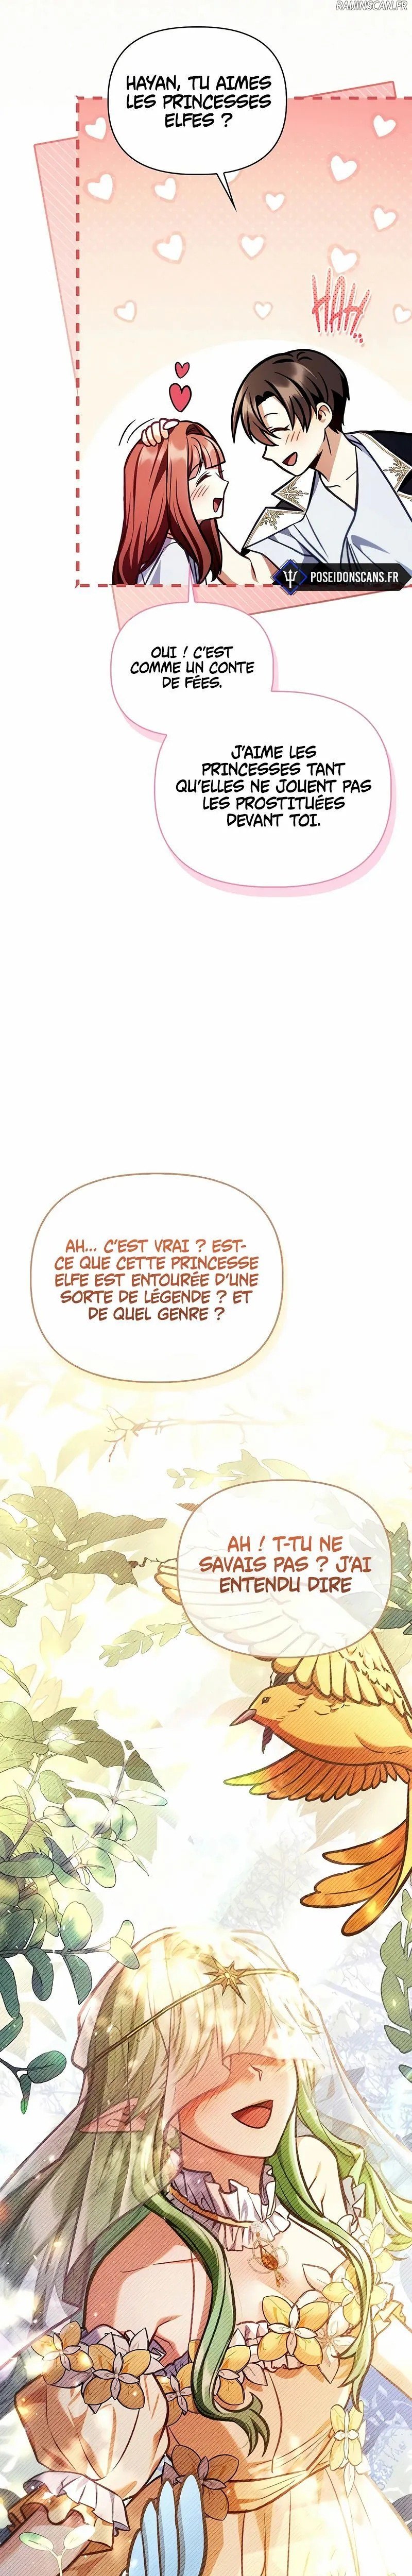 RAIJINSCAN.FR
HAYAN, TU AIMES
LES PRINCESSES
ELFES ?
HAH
POSEIDONSCANS.FR
OUI ! C'EST
COMME UN CONTE
DE FÉES.
J'AIME LES
PRINCESSES TANT
QU'ELLES NE JOUENT PAS
LES PROSTITUÉES
DEVANT TOI.
AH... C'EST VRAI ? EST-
CE QUE CETTE PRINCESSE
ELFE EST ENTOURÉE D'UNE
SORTE DE LÉGENDE ? ET
DE QUEL GENRE ?
AH ! T-TU NE
SAVAIS PAS ? J'AI
ENTENDU DIRE